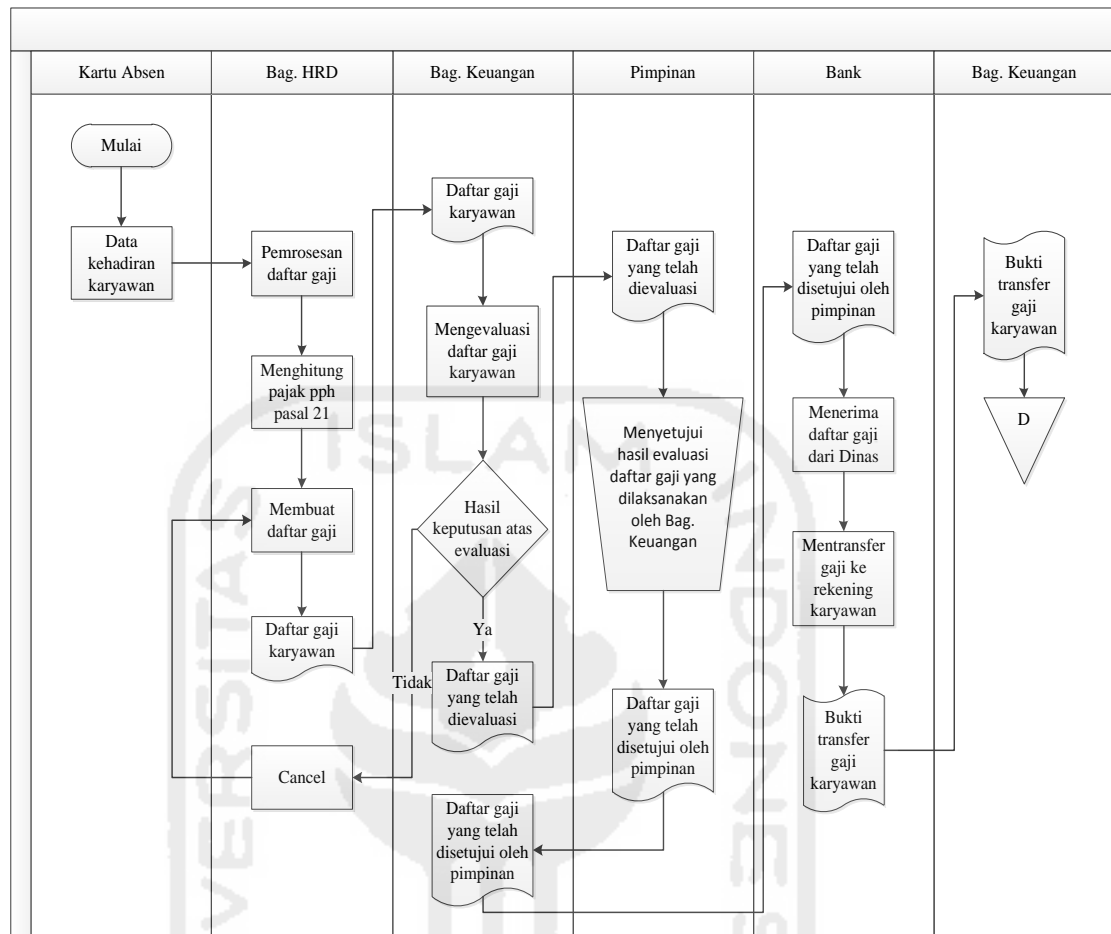 Kartu Absen
Bag. HRD
Bag. Keuangan
Pimpinan
Bank
Bag. Keuangan
Mulai
Data
kehadiran
karyawan
Pemrosesan
daftar gaji
Menghitung
pajak pph
pasal 21
Membuat
daftar gaji
Daftar gaji
karyawan
Cancel
Daftar gaji
karyawan
Mengevaluasi
daftar gaji
karyawan
Hasil
keputusan atas
evaluasi
Ya
Tidak
Daftar gaji
yang telah
dievaluasi
Daftar gaji
yang telah
disetujui oleh
pimpinan
Daftar gaji
yang telah
dievaluasi
Menyetujui
hasil evaluasi
daftar gaji yang
dilaksanakan
oleh Bag.
Keuangan
Daftar gaji
yang telah
disetujui oleh
pimpinan
Daftar gaji
yang telah
disetujui oleh
pimpinan
Menerima
daftar gaji
dari Dinas
Mentransfer
gaji ke
rekening
karyawan
Bukti
transfer
gaji
karyawan
Bukti
transfer
gaji
karyawan
D
ISLAM
VERSITAS
INDONES